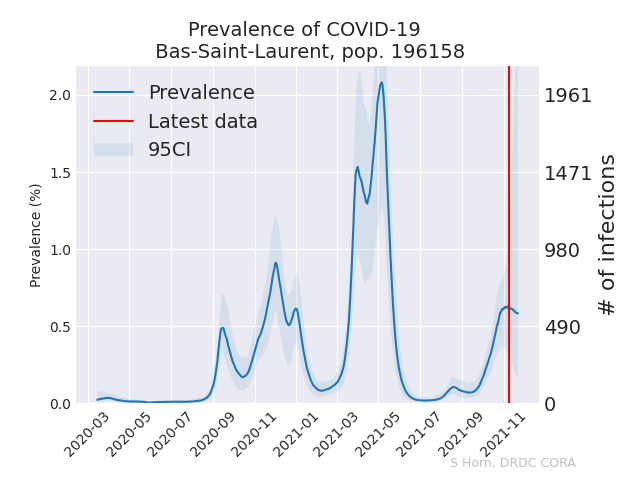 Prevalence of COVID-19
Bas-Saint-Laurent, pop. 196158
Prevalence
Latest data
95CI
Prevalence (%)
2.0
1.5
1.0
0.5
0.0
1961
1471
980
490
0
# of infections
2020-03
2020-05
2020-07
2020-09
2020-11
2021-01
2021-03
2021-05
2021-07
2021-09
2021-11
S Horn, DRDC CORA